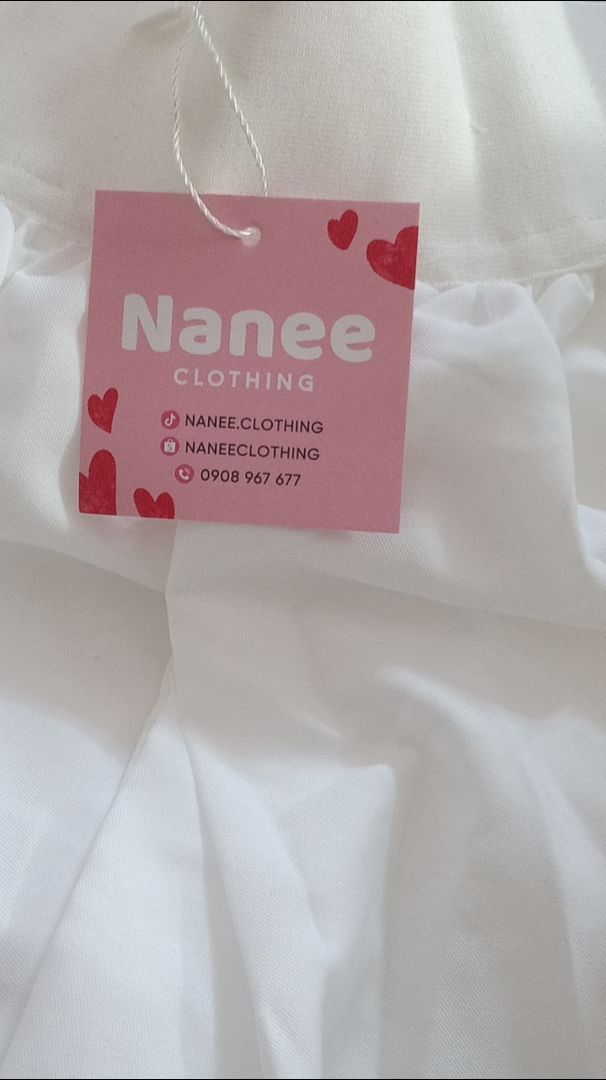 Nanee
CLOTHING
NANEE.CLOTHING
NANEECLOTHING
0908 967 677